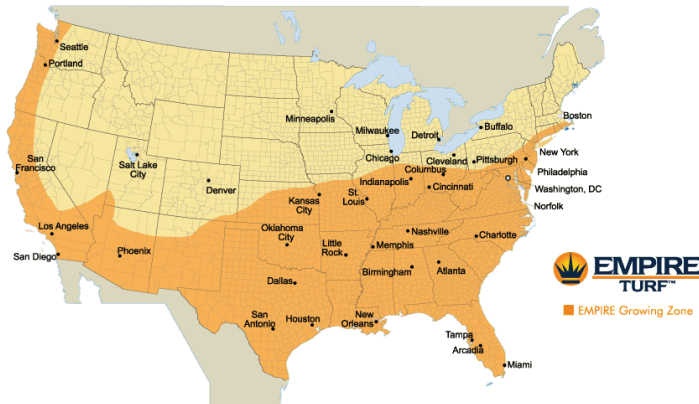 Seattle
Portland
Minneapolis
Milwaukee
Detroit
Buffalo
Boston
San
Francisco
Salt Lake
City
Denver
Chicago
Cleveland
Pittsburgh
New York
Columbus
Indianapolis
Cincinnati
Philadelphia
Washington, DC
Norfolk
Kansas
City
St.
Louis
Los Angeles
San Diego
Phoenix
Oklahoma
City
Little
Rock
Nashville
Memphis
Charlotte
Birmingham
Atlanta
Dallas
San
Antonio
Houston
New
Orleans
Tampa
Arcadia
Miami
EMPIRE
TURF™
EMPIRE Growing Zone